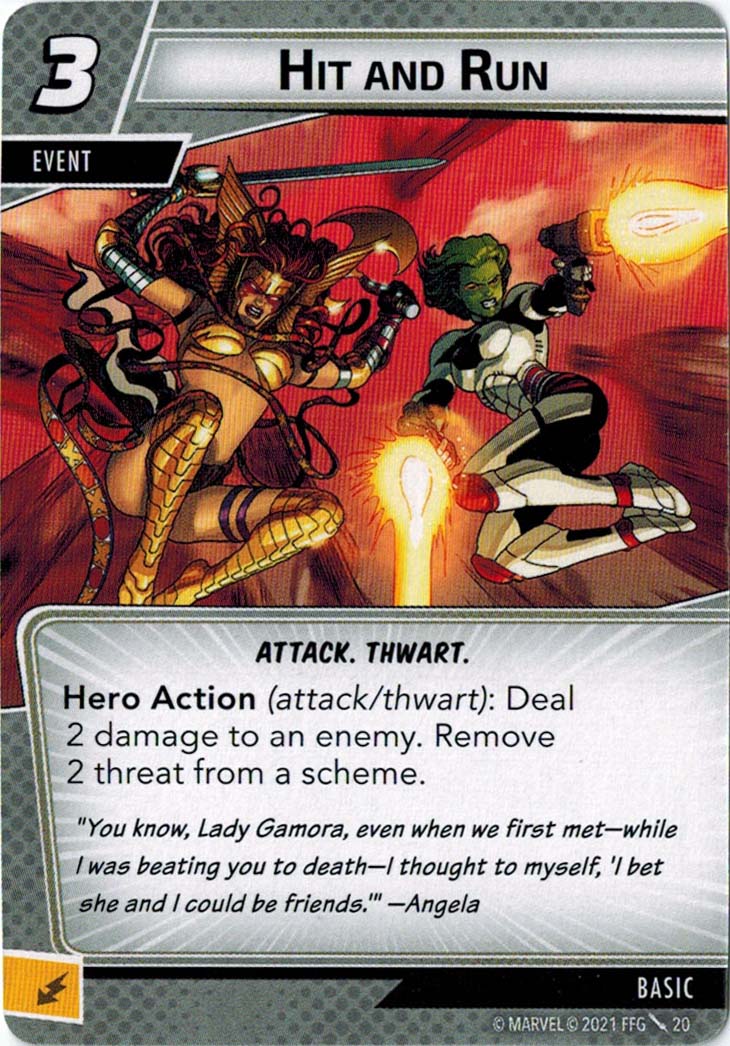 3
HIT AND RUN
EVENT
ATTACK. THWART.
Hero Action (attack/thwart): Deal
2 damage to an enemy. Remove
2 threat from a scheme.
"You know, Lady Gamora, even when we first met—while
I was beating you to death—I thought to myself, 'I bet
she and I could be friends.'" —Angela
BASIC
© MARVEL © 2021 FFG 20